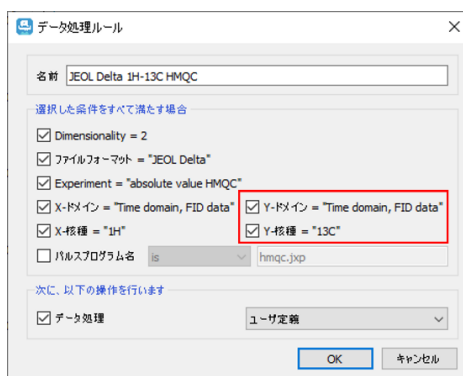 データ処理ルール
名前 JEOL Delta 1H-13C HMQC
選択した条件をすべて満たす場合
Dimensionality = 2
ファイルフォーマット = "JEOL Delta"
Experiment = "absolute value HMQC"
X-ドメイン = "Time domain, FID data" Y-ドメイン = "Time domain, FID data"
X-核種 = "1H" Y-核種 = "13C"
パルスプログラム名 is hmqc.jxp
次に、以下の操作を行います
データ処理 ユーザ定義
OK キャンセル